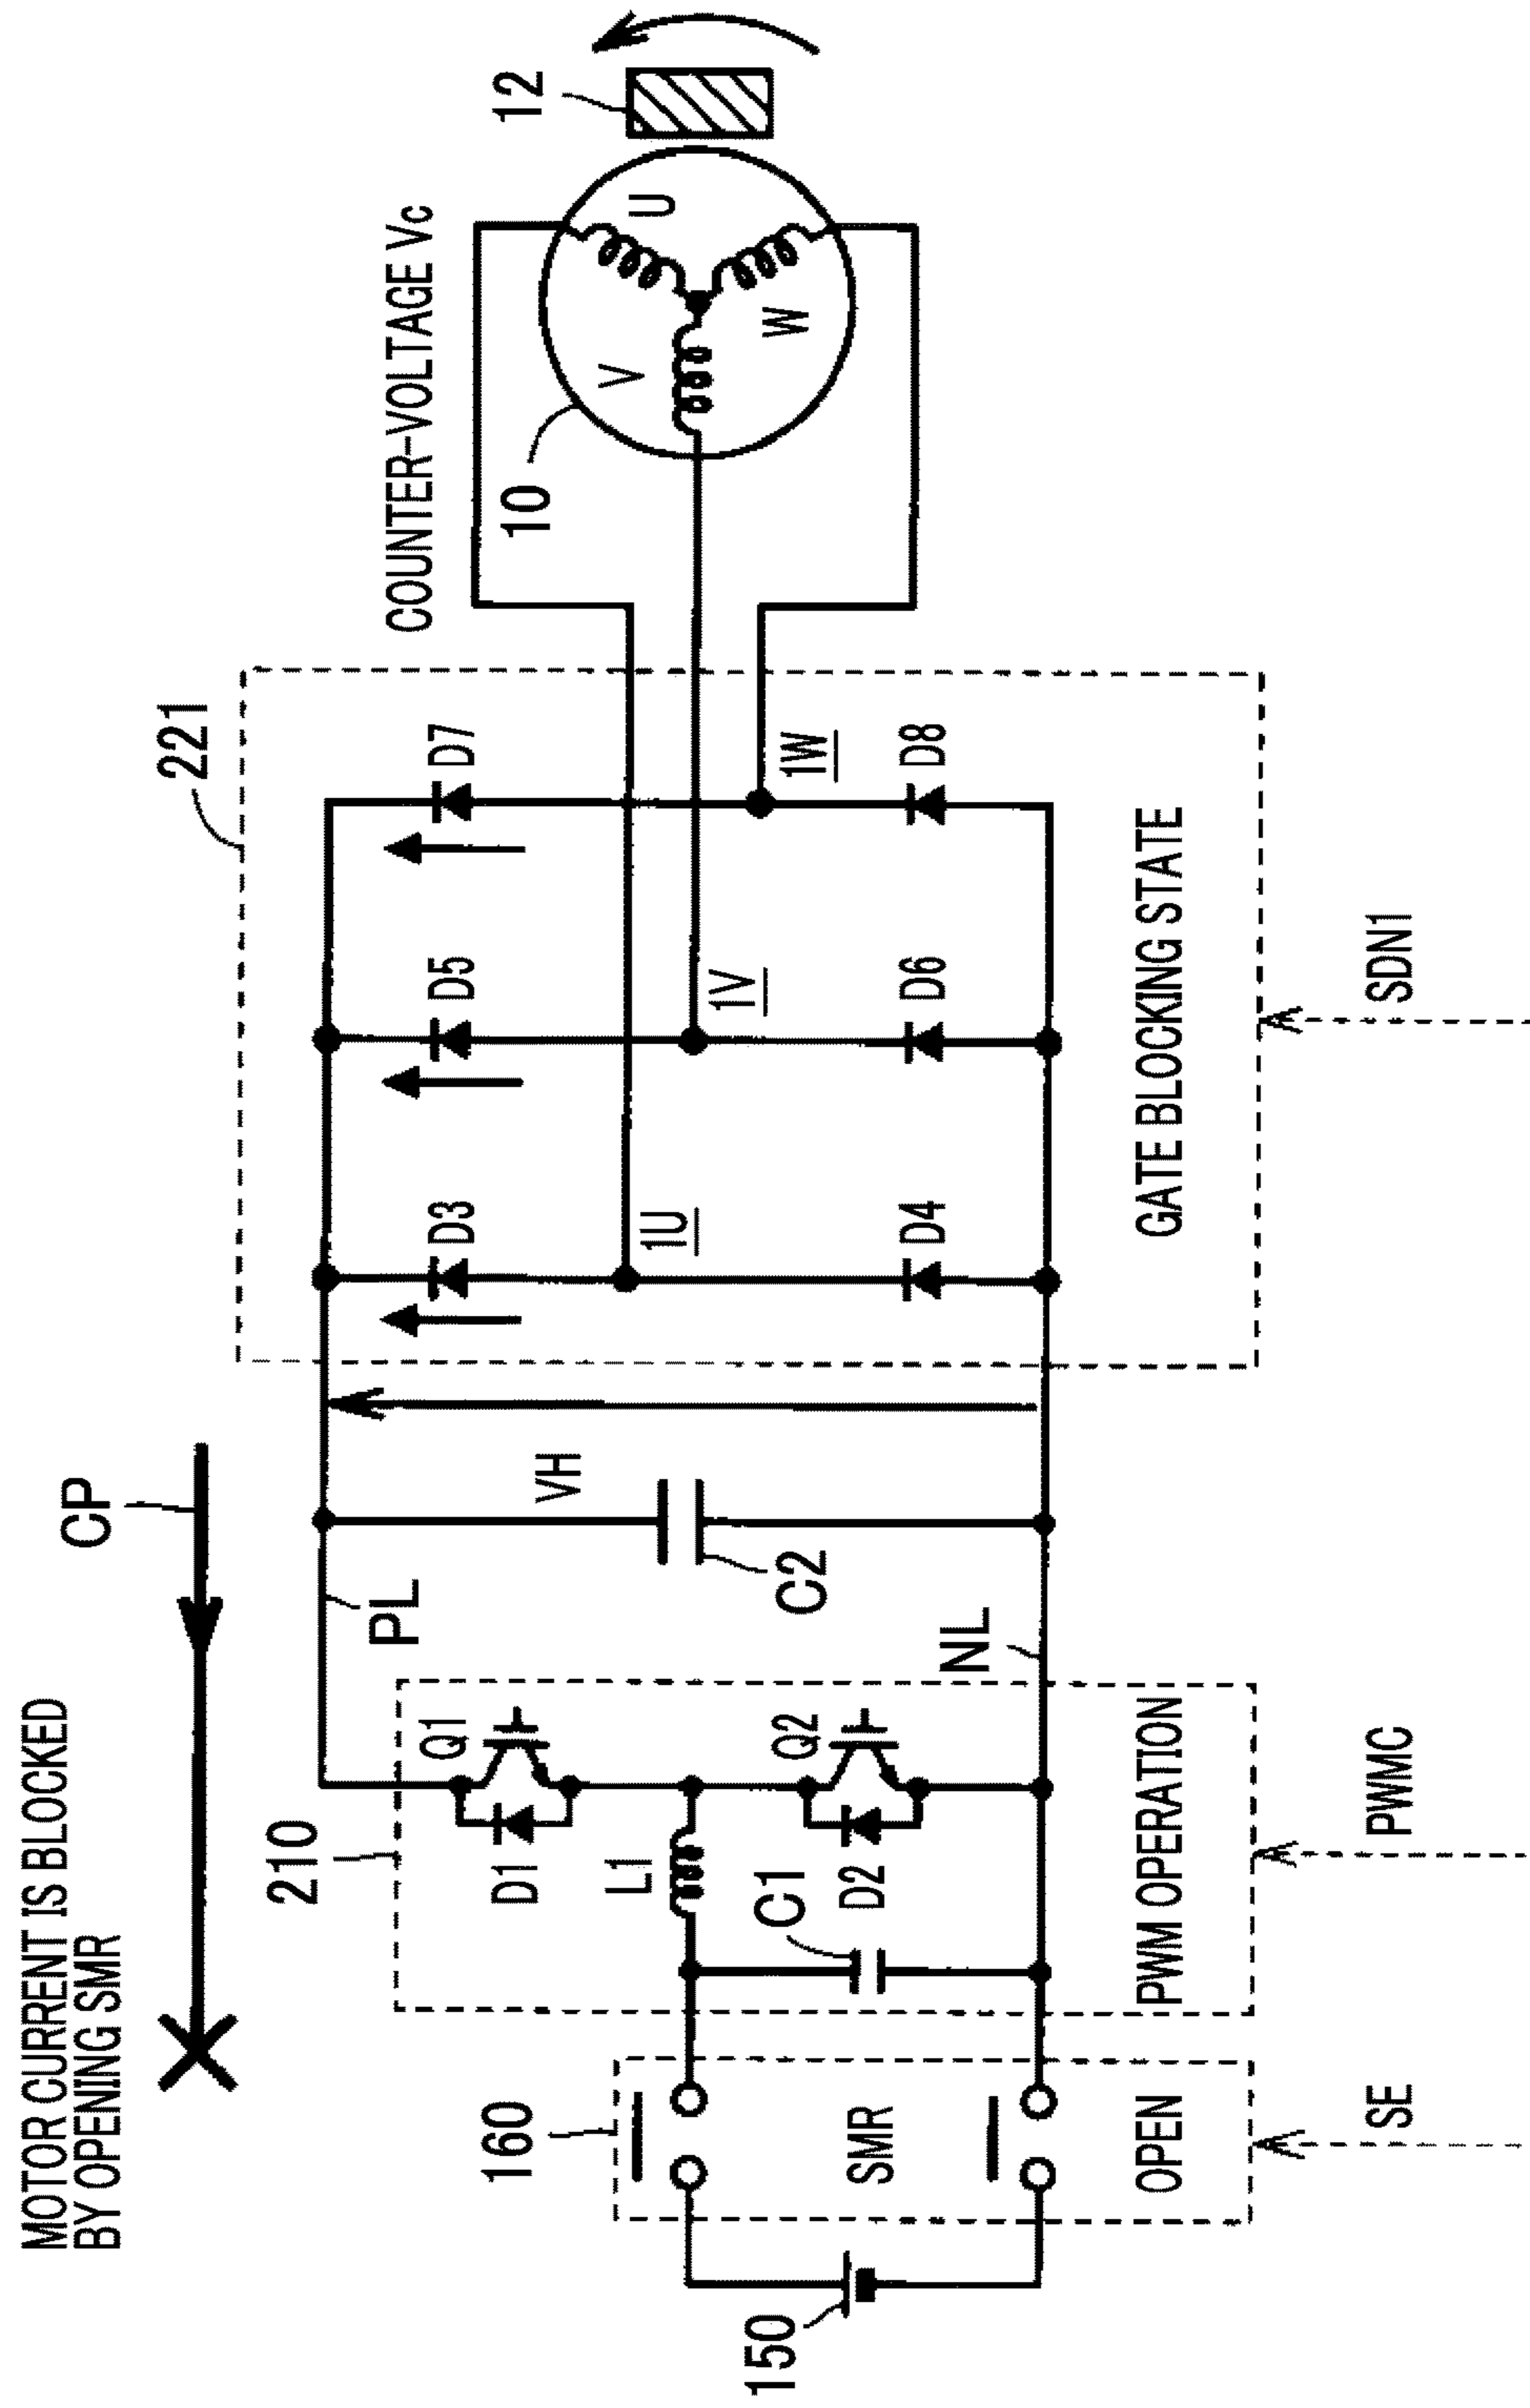 MOTOR CURRENT IS BLOCKED
BY OPENING SMR
CP
221
12
COUNTER-VOLTAGE Vc
10
U
V
W
210
PL
VH
C2
NL
D3
D5
D7
1U
1V
1W
D4
D6
D8
GATE BLOCKING STATE
160
Q1
D1
L1
Q2
D2
C1
150
SMR
OPEN
PWM OPERATION
SE
PWMC
SDN1